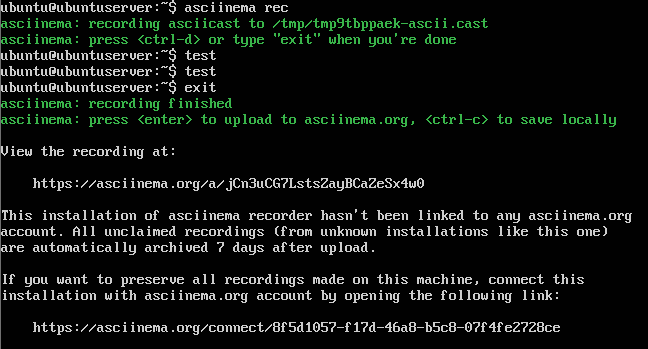 ubuntu@ubuntuserver:~$ asciinema rec
asciinema: recording asciicast to /tmp/tmp9tbppaek-ascii.cast
asciinema: press <ctrl-d> or type "exit" when you're done
ubuntu@ubuntuserver:~$ test
ubuntu@ubuntuserver:~$ test
ubuntu@ubuntuserver:~$ exit
asciinema: recording finished
asciinema: press <enter> to upload to asciinema.org, <ctrl-c> to save locally
View the recording at:
https://asciinema.org/a/jCn3uCG7LstsZayBCaZeSx4w0
This installation of asciinema recorder hasn't been linked to any asciinema.org
account. All unclaimed recordings (from unknown installations like this one)
are automatically archived 7 days after upload.
If you want to preserve all recordings made on this machine, connect this
installation with asciinema.org account by opening the following link:
https://asciinema.org/connect/8f5d1057-f17d-46a8-b5c8-07f4fe2728ce